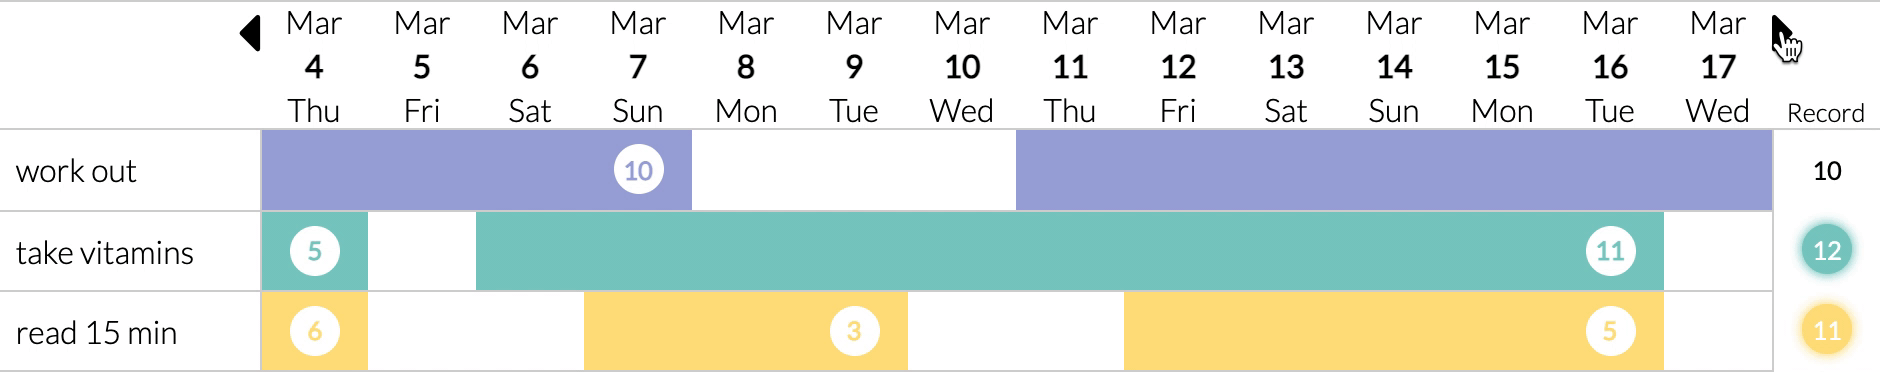 Mar Mar Mar Mar Mar Mar Mar Mar Mar Mar Mar Mar Mar Mar
4 5 6 7 8 9 10 11 12 13 14 15 16 17
Thu Fri Sat Sun Mon Tue Wed Thu Fri Sat Sun Mon Tue Wed Record
work out 10 10
take vitamins 5 11 12
read 15 min 6 3 5 11